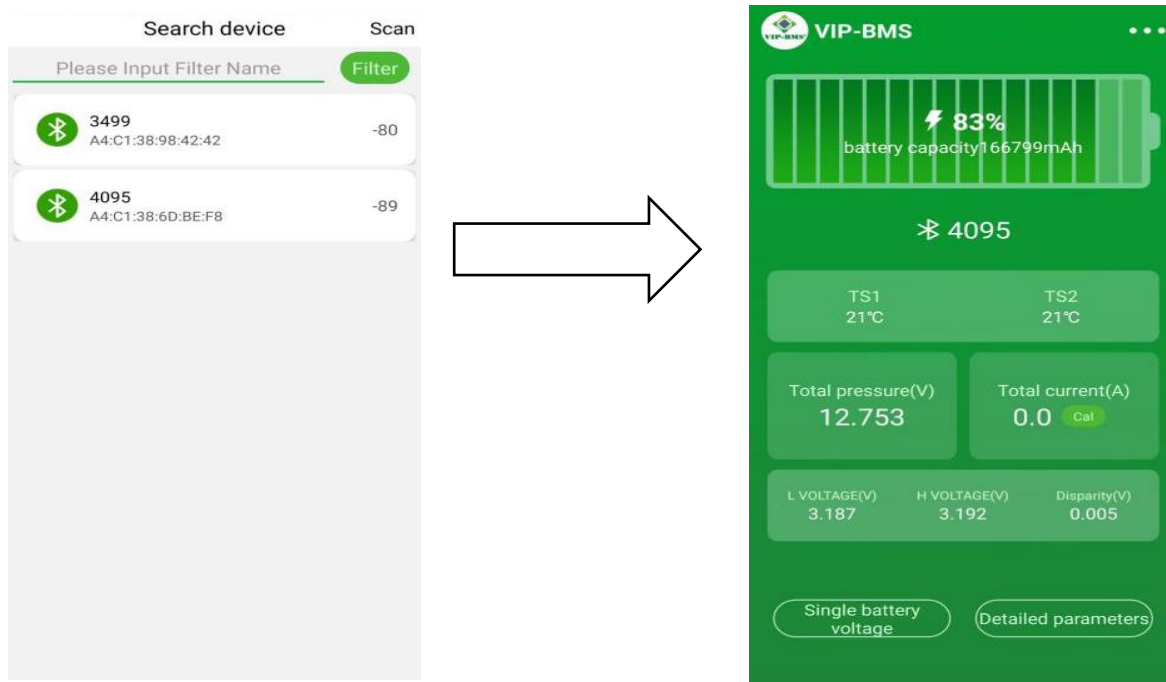 Search device Scan
Please Input Filter Name Filter
3499
A4:C1:38:98:42:42
-80
4095
A4:C1:38:6D:BE:F8
-89
VIP-BMS VIP-BMS
83%
battery capacity166799mAh
4095
TS1 TS2
21℃ 21℃
Total pressure(V) Total current(A)
12.753 0.0 Cal
L VOLTAGE(V) H VOLTAGE(V) Disparity(V)
3.187 3.192 0.005
Single battery
voltage
Detailed parameters